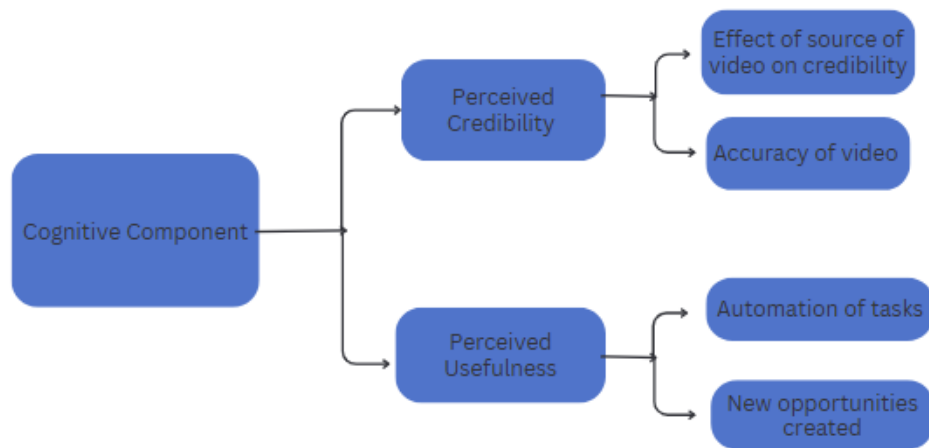 Effect of source of
video on credibility
Perceived
Credibility
Accuracy of video
Cognitive Component
Automation of tasks
Perceived
Usefulness
New opportunities
created